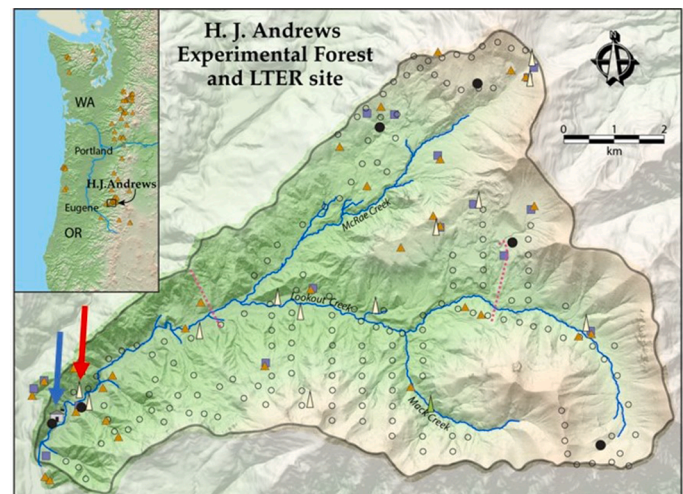 H. J. Andrews
Experimental Forest
and LTER site
WA
Portland
H.J.Andrews
Eugene
OR
0 1 2
km
McRae Creek
Lookout Creek
Mack Creek